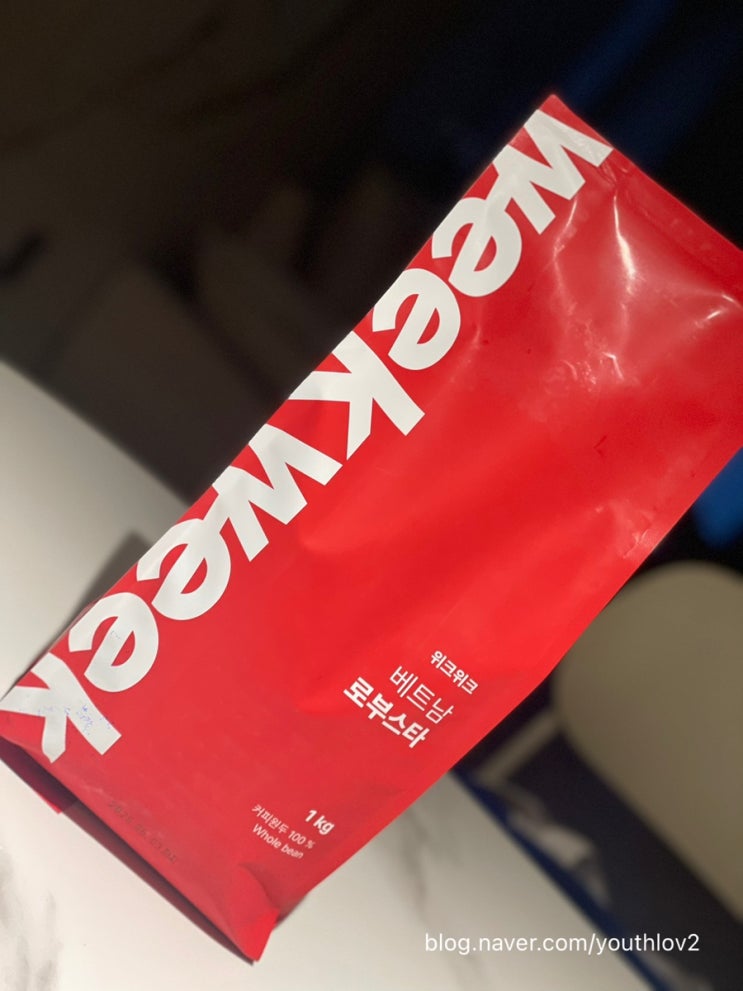 weekweek
위크위크
베트남
로부스타
1 kg
커피원두 100 %
Whole bean
blog.naver.com/youthlov2